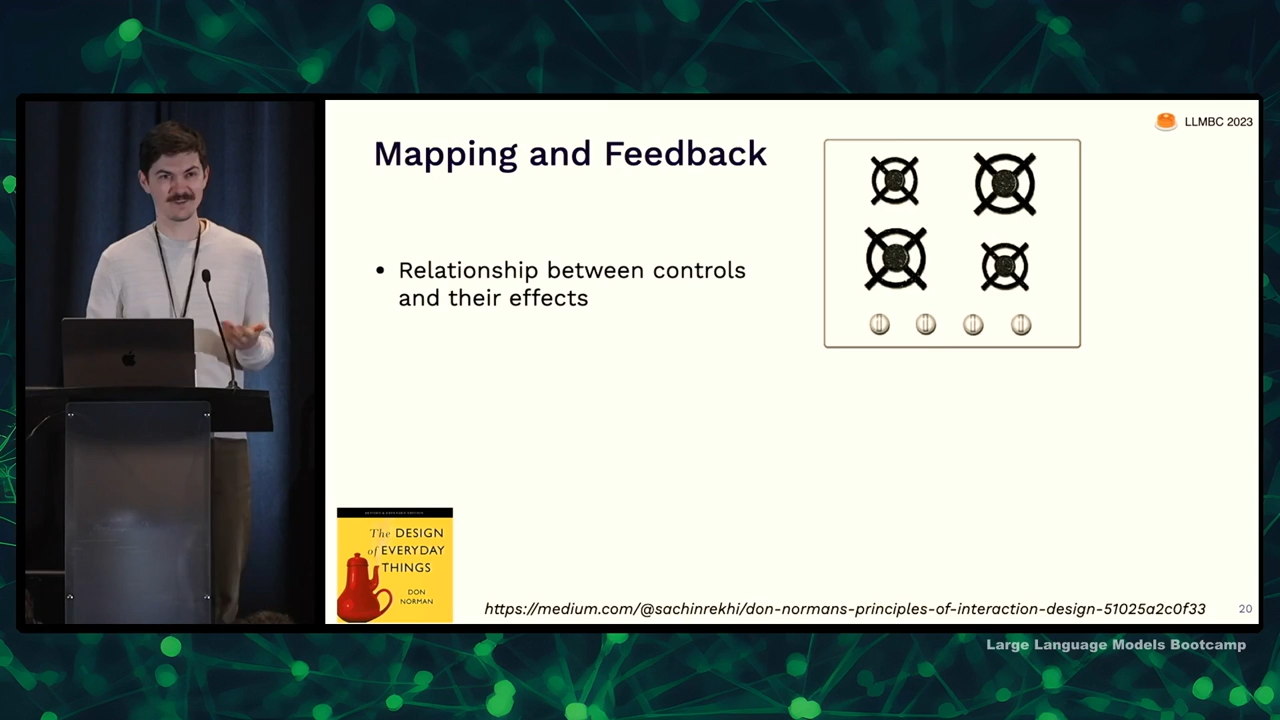 LLMBC 2023
Mapping and Feedback
• Relationship between controls
and their effects
The DESIGN
of EVERYDAY
THINGS
DON
NORMAN
https://medium.com/@sachinrekhi/don-normans-principles-of-interaction-design-51025a2c0f33
20
Large Language Models Bootcamp